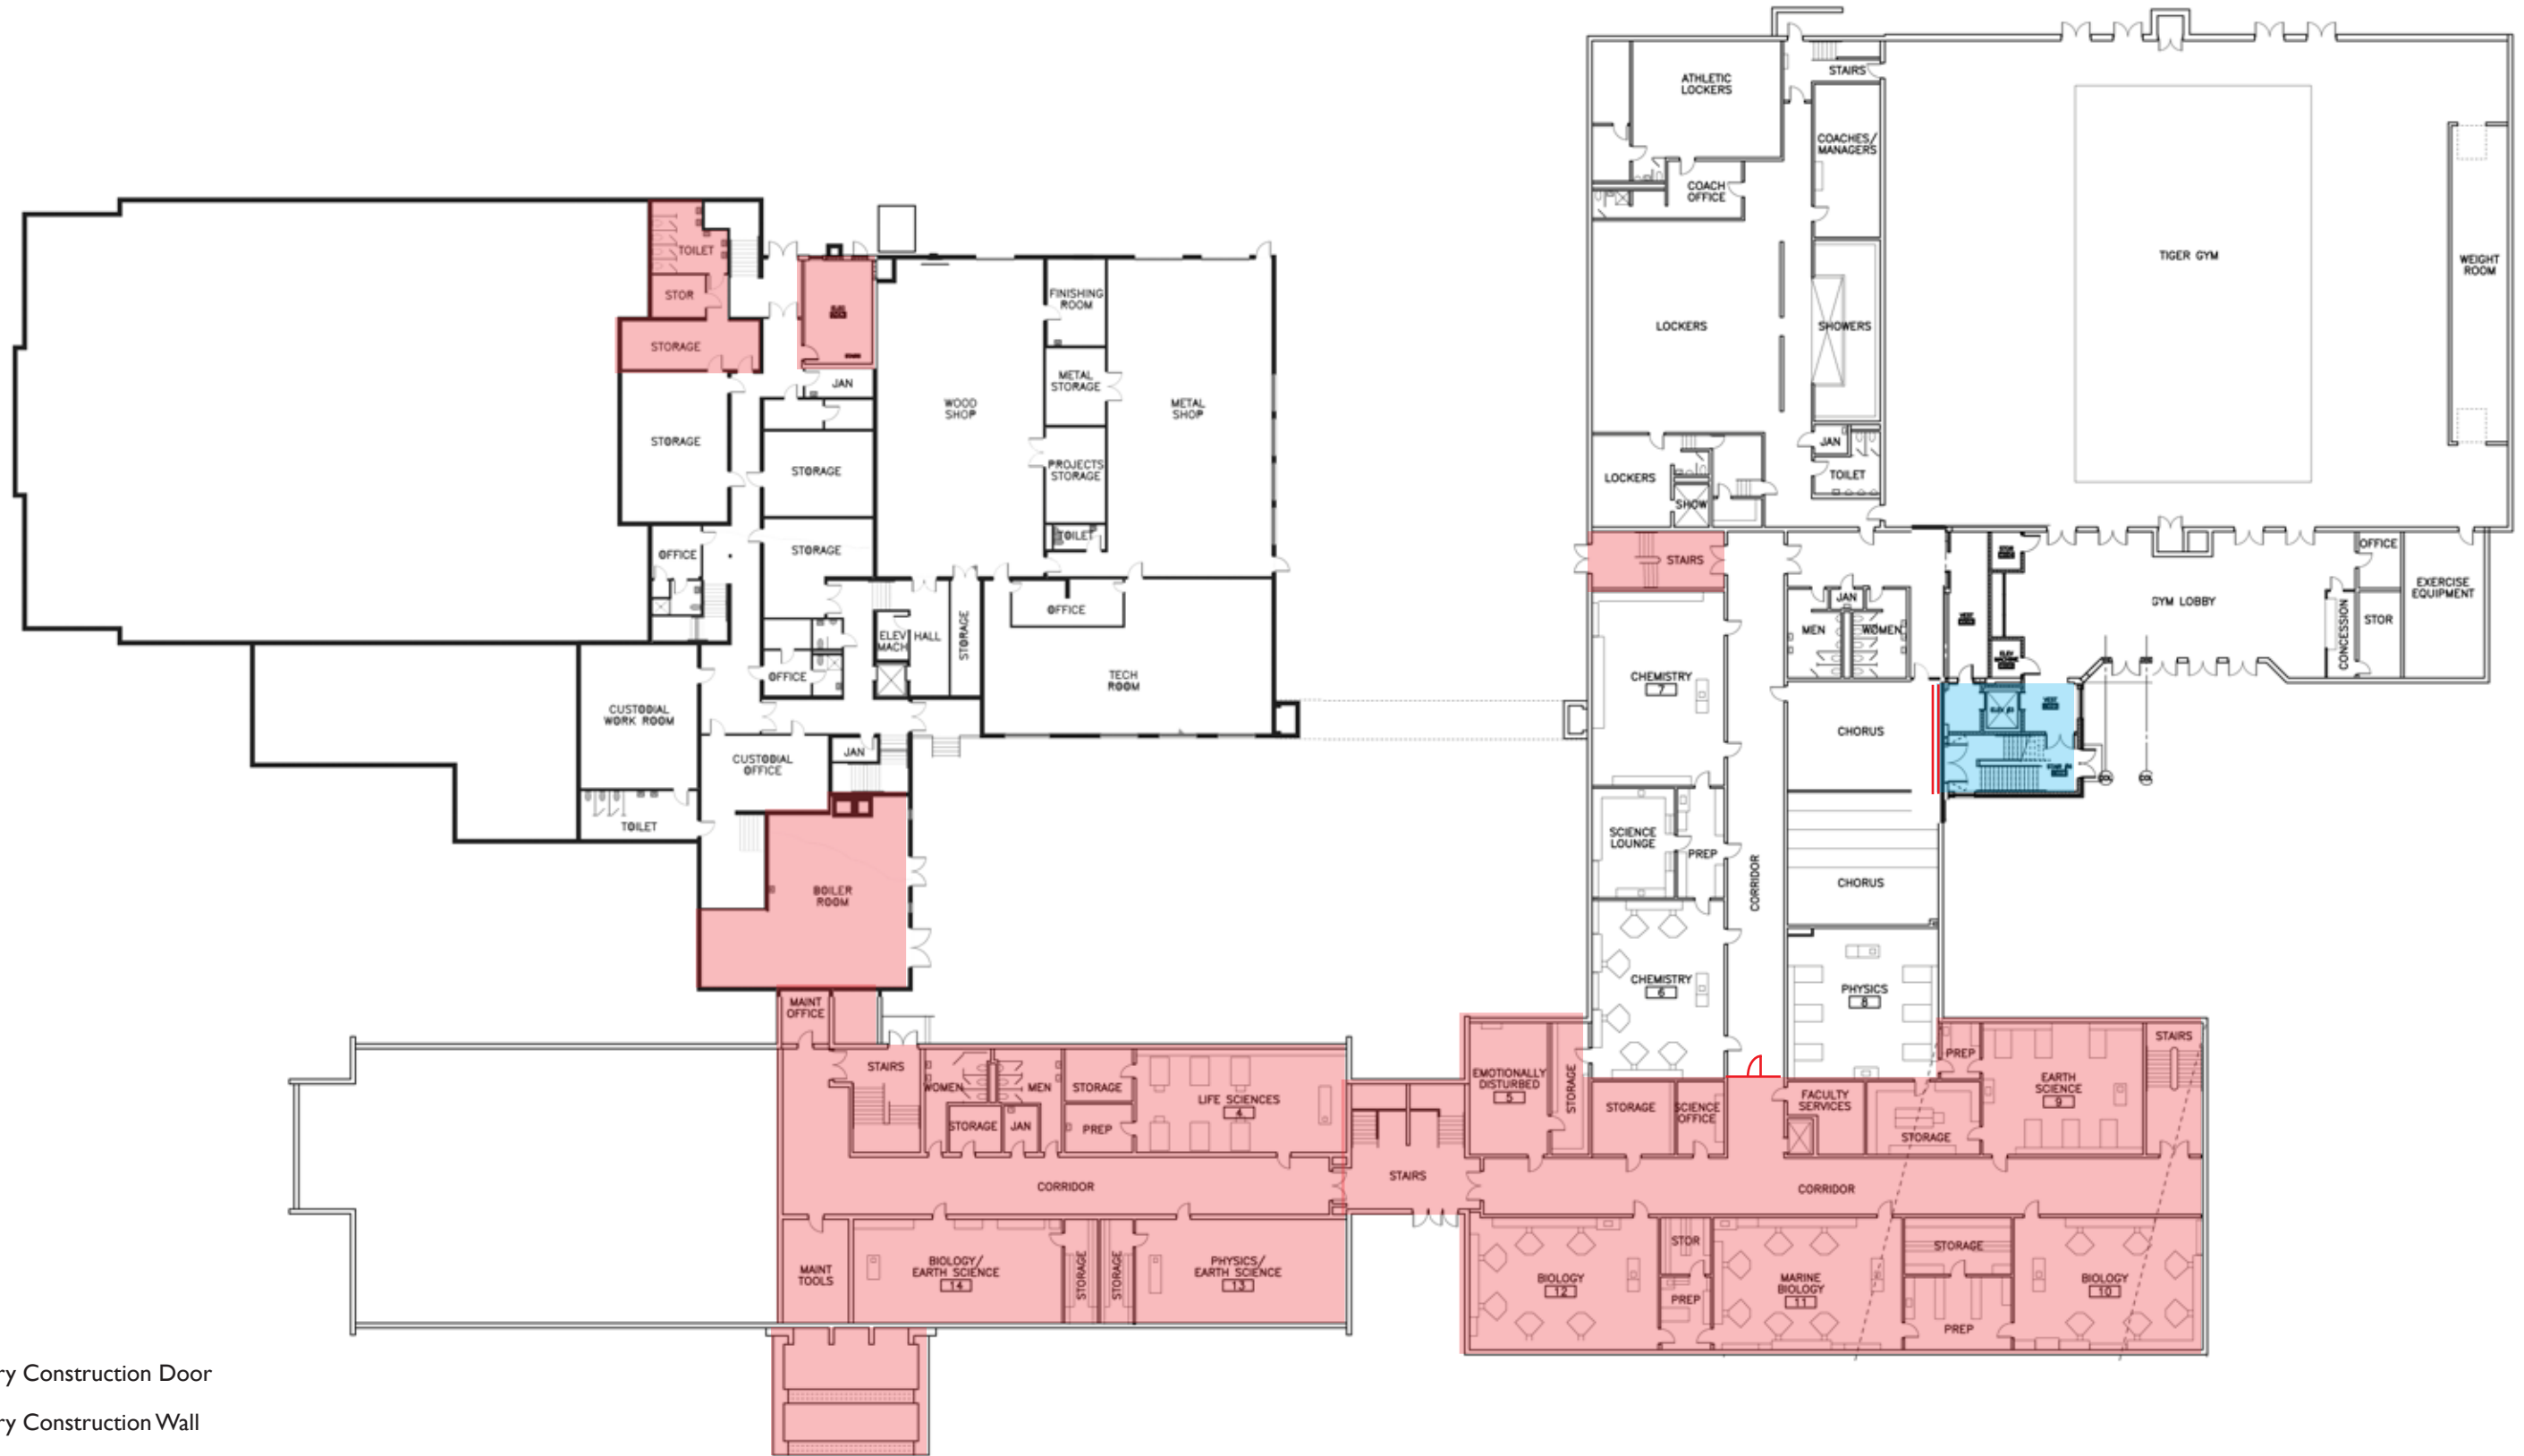 STAIRS
ATHLETIC
LOCKERS
COACHES/
MANAGERS
COACH
OFFICE
TIGER GYM
WEIGHT
ROOM
LOCKERS
SHOWERS
JAN
TOILET
LOCKERS
SHOW
TOILET
STOR
STORAGE
JAN
STORAGE
STORAGE
STORAGE
OFFICE
OFFICE
WOOD
SHOP
FINISHING
ROOM
METAL
STORAGE
PROJECTS
STORAGE
TOILET
METAL
SHOP
ELEV
MACH
HALL
STORAGE
OFFICE
TECH
ROOM
CUSTODIAL
WORK ROOM
CUSTODIAL
OFFICE
JAN
TOILET
BOILER
ROOM
STAIRS
JAN
MEN
WOMEN
GYM LOBBY
OFFICE
STOR
CONCESSION
EXERCISE
EQUIPMENT
CHEMISTRY
7
CHORUS
SCIENCE
LOUNGE
PREP
CORRIDOR
CHORUS
CHEMISTRY
6
PHYSICS
8
MAINT
OFFICE
STAIRS
WOMEN
MEN
STORAGE
JAN
STORAGE
PREP
LIFE SCIENCES
4
CORRIDOR
MAINT
TOOLS
BIOLOGY/
EARTH SCIENCE
14
STORAGE
STORAGE
PHYSICS/
EARTH SCIENCE
13
STAIRS
EMOTIONALLY
DISTURBED
5
STORAGE
STORAGE
SCIENCE
OFFICE
FACULTY
SERVICES
STORAGE
PREP
EARTH
SCIENCE
9
STAIRS
CORRIDOR
BIOLOGY
12
STOR
PREP
MARINE
BIOLOGY
11
STORAGE
PREP
BIOLOGY
10
ry Construction Door
ry Construction Wall